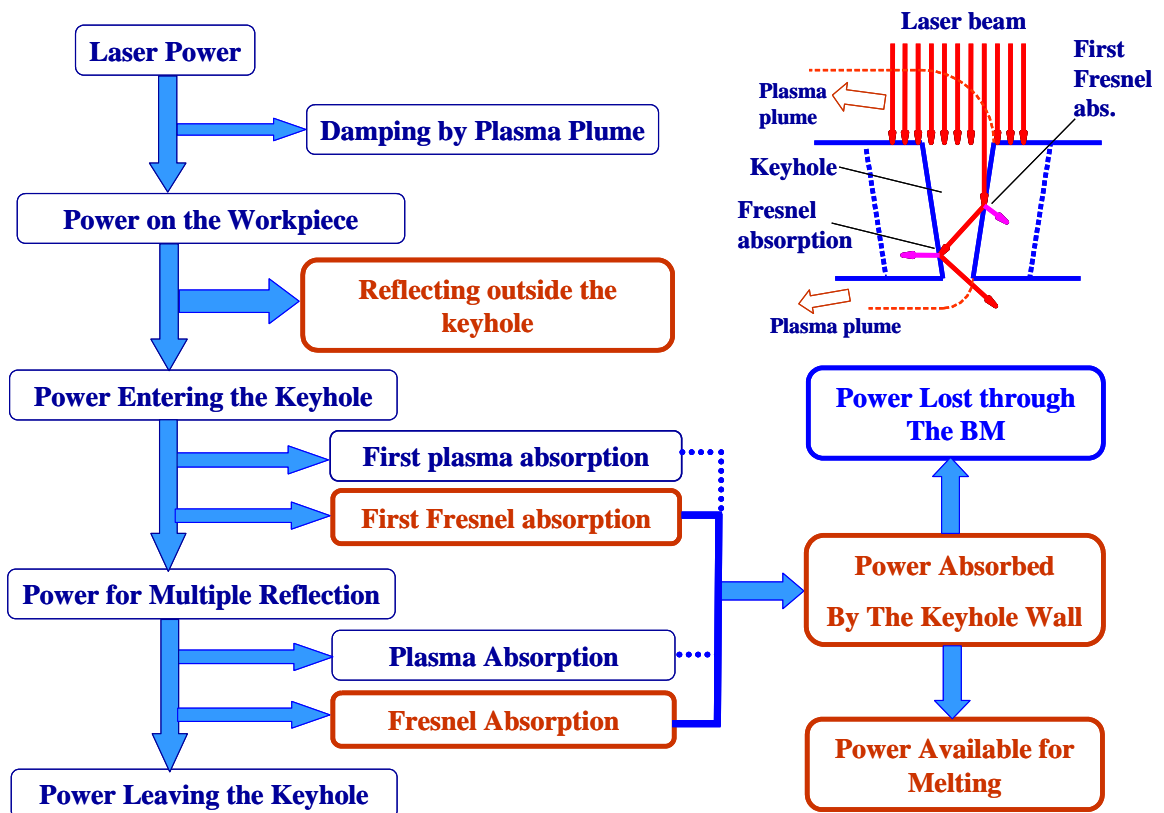 Laser Power
Damping by Plasma Plume
Power on the Workpiece
Reflecting outside the
keyhole
Power Entering the Keyhole
First plasma absorption
First Fresnel absorption
Power for Multiple Reflection
Plasma Absorption
Fresnel Absorption
Power Leaving the Keyhole
Laser beam
First
Fresnel
abs.
Plasma
plume
Keyhole
Fresnel
absorption
Plasma plume
Power Lost through
The BM
Power Absorbed
By The Keyhole Wall
Power Available for
Melting